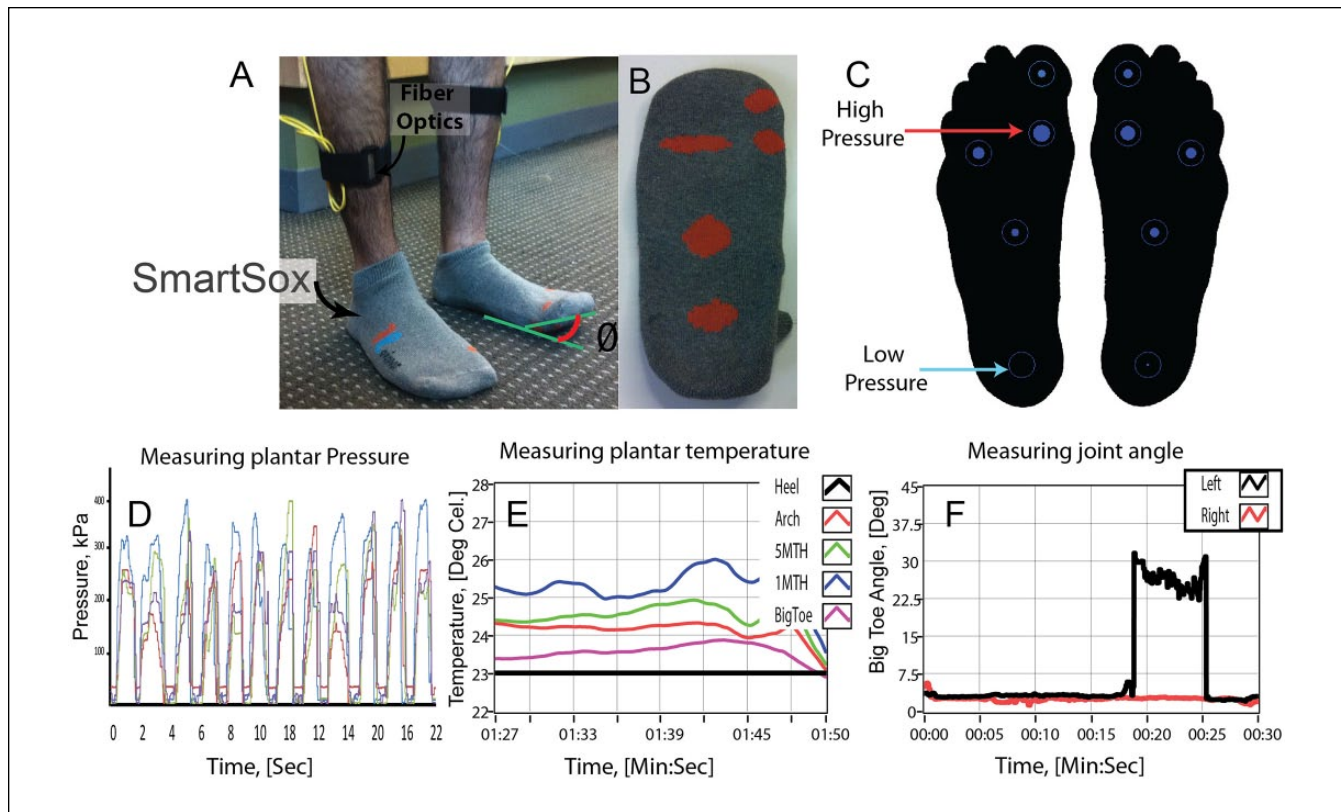 A
Fiber
Optics
SmartSox
Ø
B
C
High
Pressure
Low
Pressure
Measuring plantar Pressure
D
Pressure, kPa
400
300
200
100
0 2 4 6 8 10 18 12 14 20 16 22
Time, [Sec]
Measuring plantar temperature
E
Temperature, [Deg Cel.]
28
27
26
25
24
23
22
01:27 01:33 01:39 01:45 01:50
Time, [Min:Sec]
Heel
Arch
5MTH
1MTH
BigToe
Measuring joint angle
F
Left
Right
Big Toe Angle, [Deg]
45
37.5
30
22.5
15
7.5
0
00:00 00:05 00:10 00:15 00:20 00:25 00:30
Time, [Min:Sec]